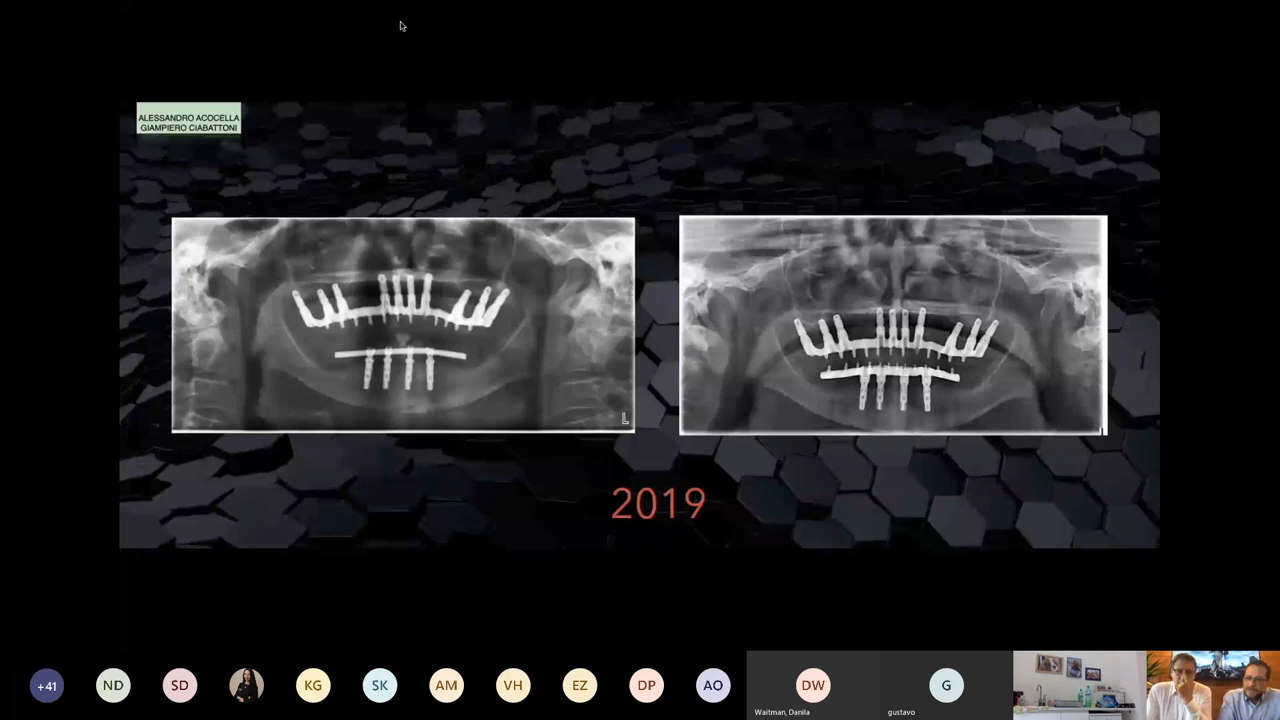 ALESSANDRO ACOCELLA
GIAMPIERO CIABATTONI
L
2019
+41
ND
SD
KG
SK
AM
VH
EZ
DP
AO
DW
G
Waitman, Danila
gustavo